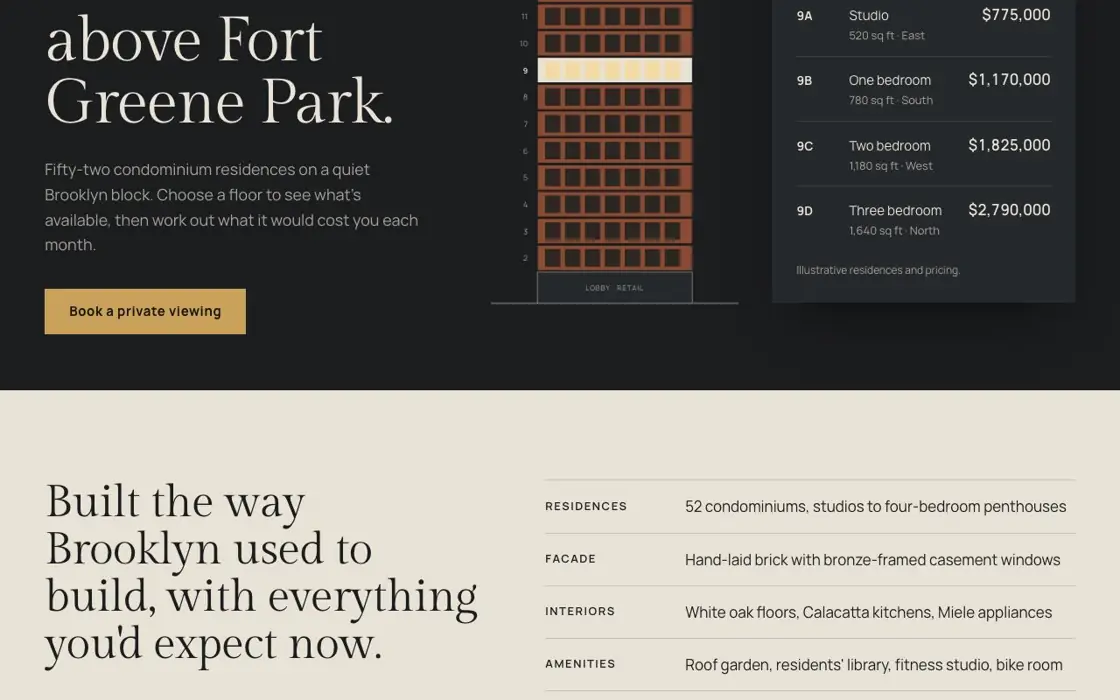 above Fort
Greene Park.
Fifty-two condominium residences on a quiet
Brooklyn block. Choose a floor to see what's
available, then work out what it would cost you each
month.
Book a private viewing
11
10
9
8
7
6
5
4
3
2
LOBBY RETAIL
9A Studio $775,000
520 sq ft · East
9B One bedroom $1,170,000
780 sq ft · South
9C Two bedroom $1,825,000
1,180 sq ft · West
9D Three bedroom $2,790,000
1,640 sq ft · North
Illustrative residences and pricing.
Built the way
Brooklyn used to
build, with everything
you'd expect now.
RESIDENCES 52 condominiums, studios to four-bedroom penthouses
FACADE Hand-laid brick with bronze-framed casement windows
INTERIORS White oak floors, Calacatta kitchens, Miele appliances
AMENITIES Roof garden, residents' library, fitness studio, bike room